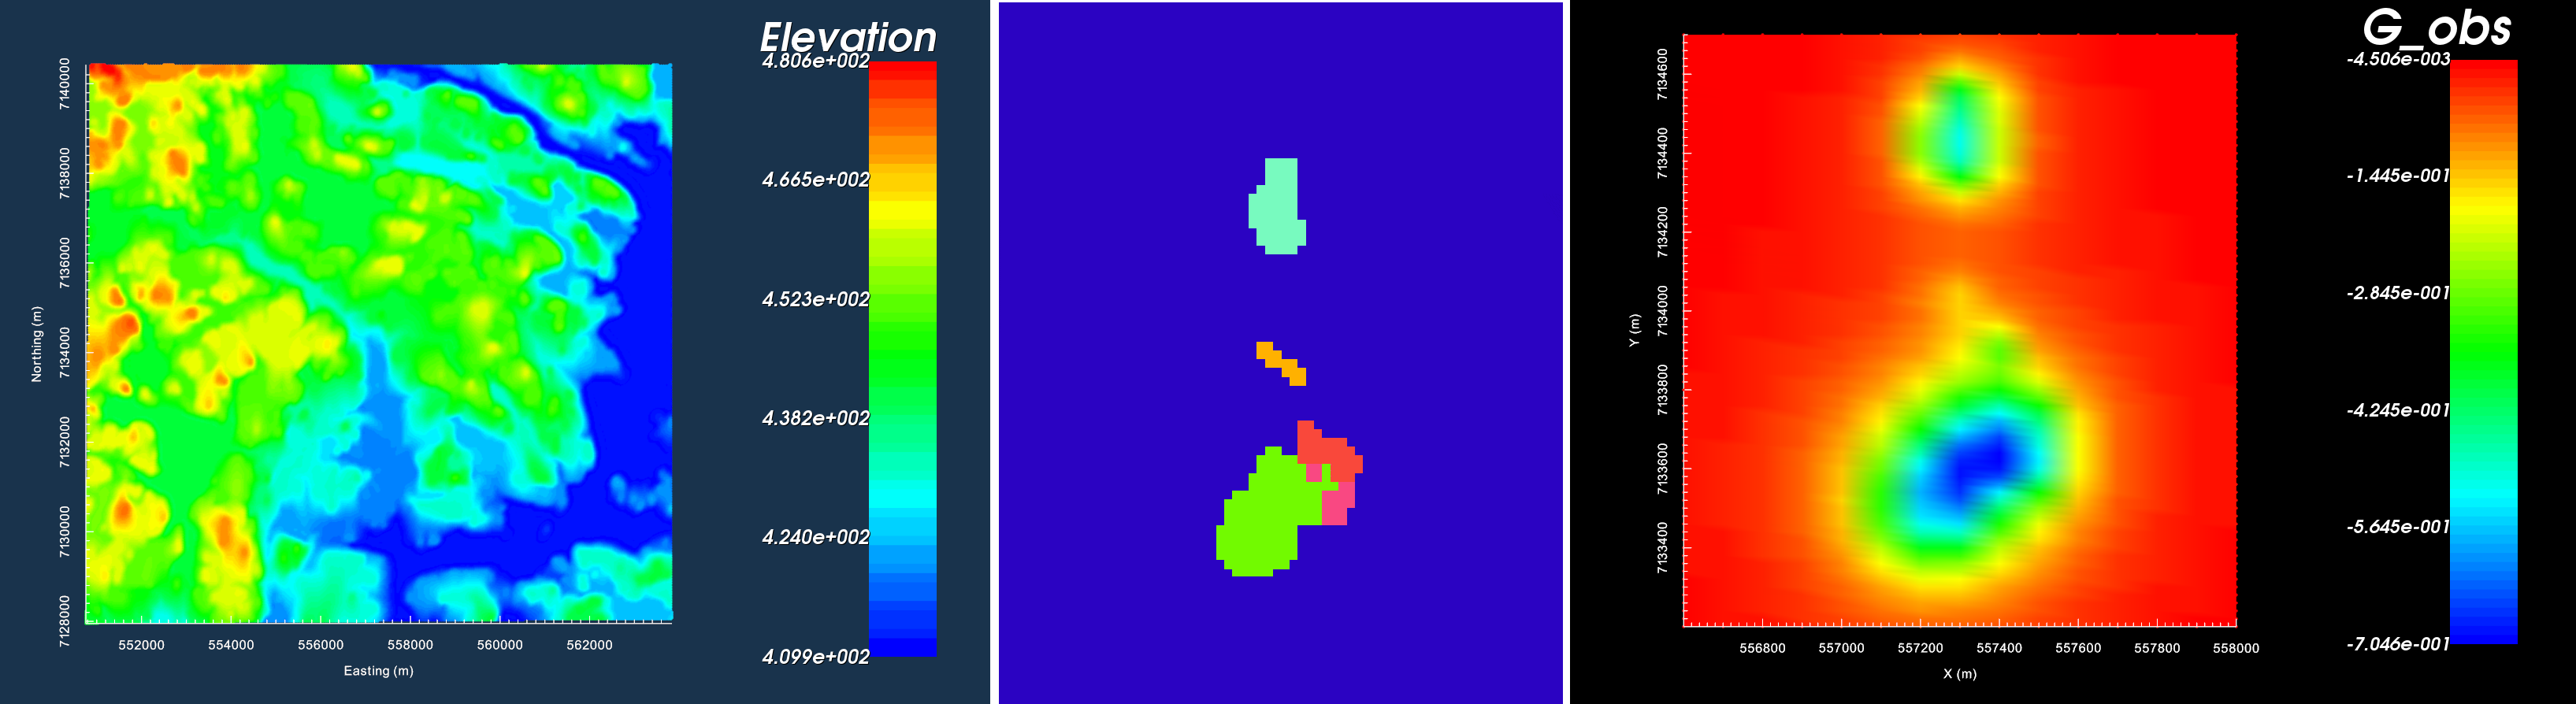 Elevation
4.806e+002
4.665e+002
4.523e+002
4.382e+002
4.240e+002
4.099e+002
Northing (m)
7140000
7138000
7136000
7134000
7132000
7130000
7128000
552000 554000 556000 558000 560000 562000
Easting (m)
G_obs
-4.506e-003
-1.445e-001
-2.845e-001
-4.245e-001
-5.645e-001
-7.046e-001
Y (m)
7134600
7134400
7134200
7134000
7133800
7133600
7133400
556800 557000 557200 557400 557600 557800 558000
X (m)